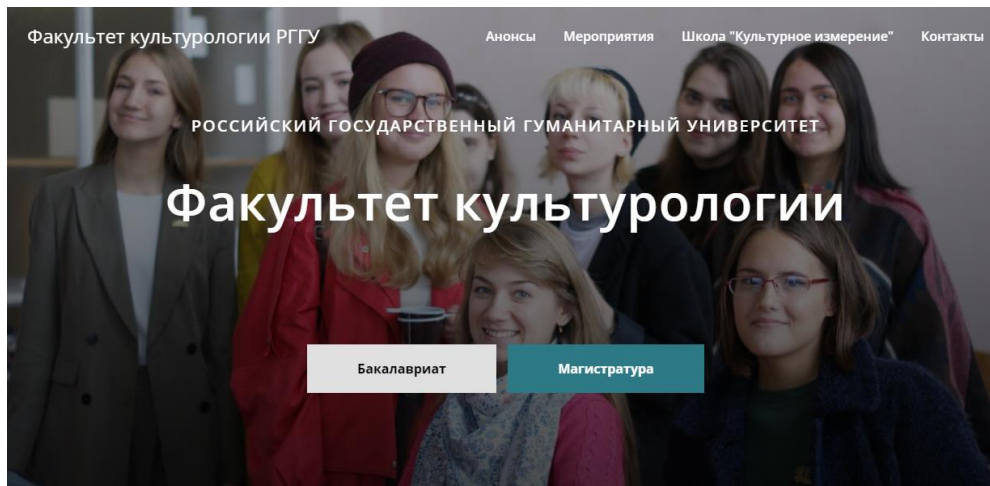 Факультет культурологии РГГУ
Анонсы Мероприятия Школа "Культурное измерение" Контакты
РОССИЙСКИЙ ГОСУДАРСТВЕННЫЙ ГУМАНИТАРНЫЙ УНИВЕРСИТЕТ
Факультет культурологии
Бакалавриат Магистратура